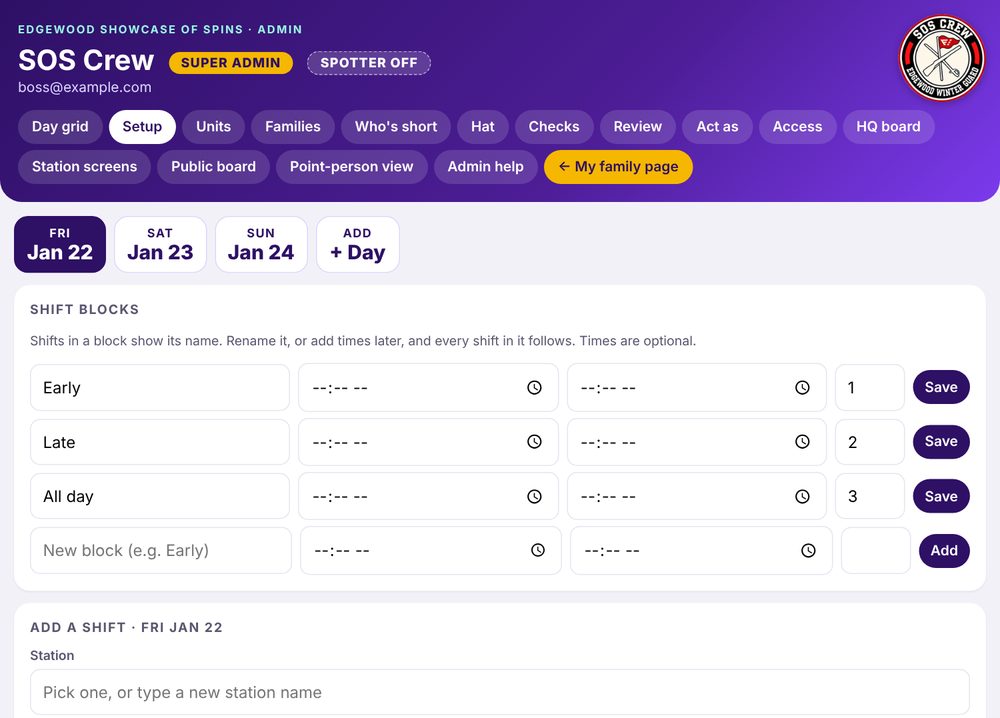 EDGEWOOD SHOWCASE OF SPINS · ADMIN
SOS Crew SUPER ADMIN SPOTTER OFF
boss@example.com
SOS CREW
EDGEWOOD WINTER GUARD
Day grid Setup Units Families Who's short Hat Checks Review Act as Access HQ board
Station screens Public board Point-person view Admin help ← My family page
FRI SAT SUN ADD
Jan 22 Jan 23 Jan 24 + Day
SHIFT BLOCKS
Shifts in a block show its name. Rename it, or add times later, and every shift in it follows. Times are optional.
Early --:-- -- --:-- -- 1 Save
Late --:-- -- --:-- -- 2 Save
All day --:-- -- --:-- -- 3 Save
New block (e.g. Early) --:-- -- --:-- -- Add
ADD A SHIFT · FRI JAN 22
Station
Pick one, or type a new station name